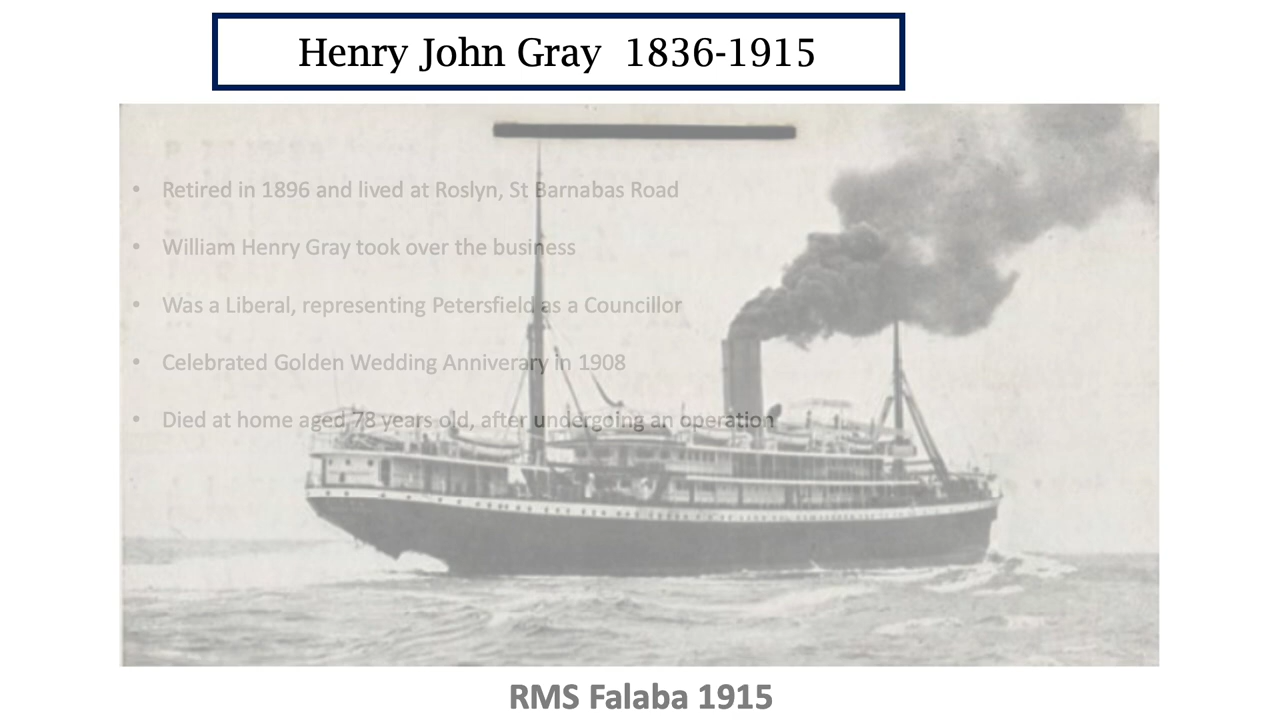 Henry John Gray 1836-1915
• Retired in 1896 and lived at Roslyn, St Barnabas Road
• William Henry Gray took over the business
• Was a Liberal, representing Petersfield as a Councillor
• Celebrated Golden Wedding Anniverary in 1908
• Died at home aged 78 years old, after undergoing an operation
RMS Falaba 1915